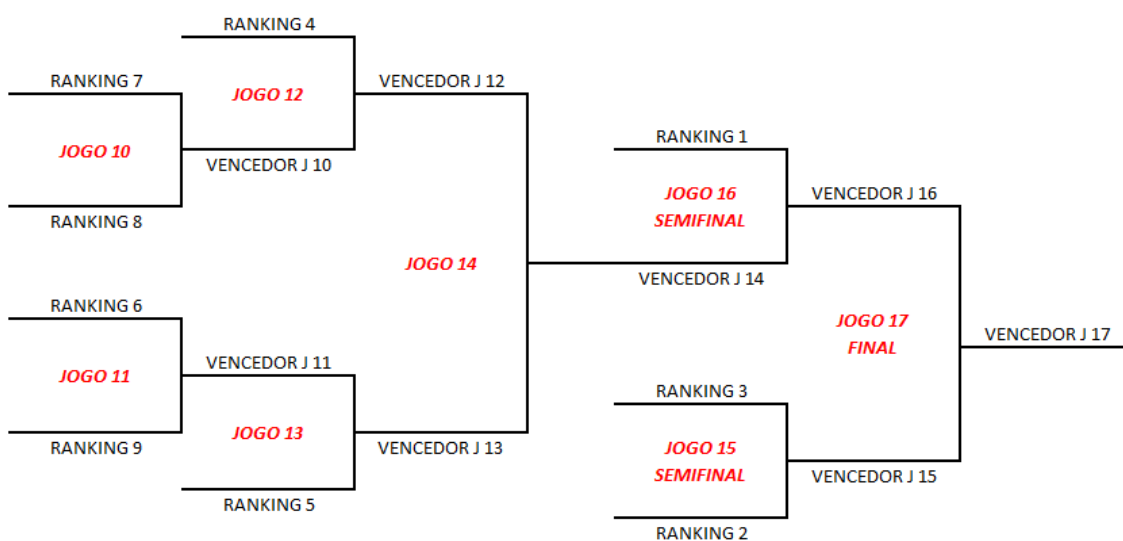 RANKING 4
RANKING 7
JOGO 12
VENCEDOR J 12
JOGO 10
VENCEDOR J 10
RANKING 8
RANKING 1
JOGO 16
SEMIFINAL
VENCEDOR J 16
JOGO 14
VENCEDOR J 14
RANKING 6
JOGO 11
VENCEDOR J 11
RANKING 9
JOGO 13
VENCEDOR J 13
RANKING 5
JOGO 17
FINAL
VENCEDOR J 17
RANKING 3
JOGO 15
SEMIFINAL
VENCEDOR J 15
RANKING 2